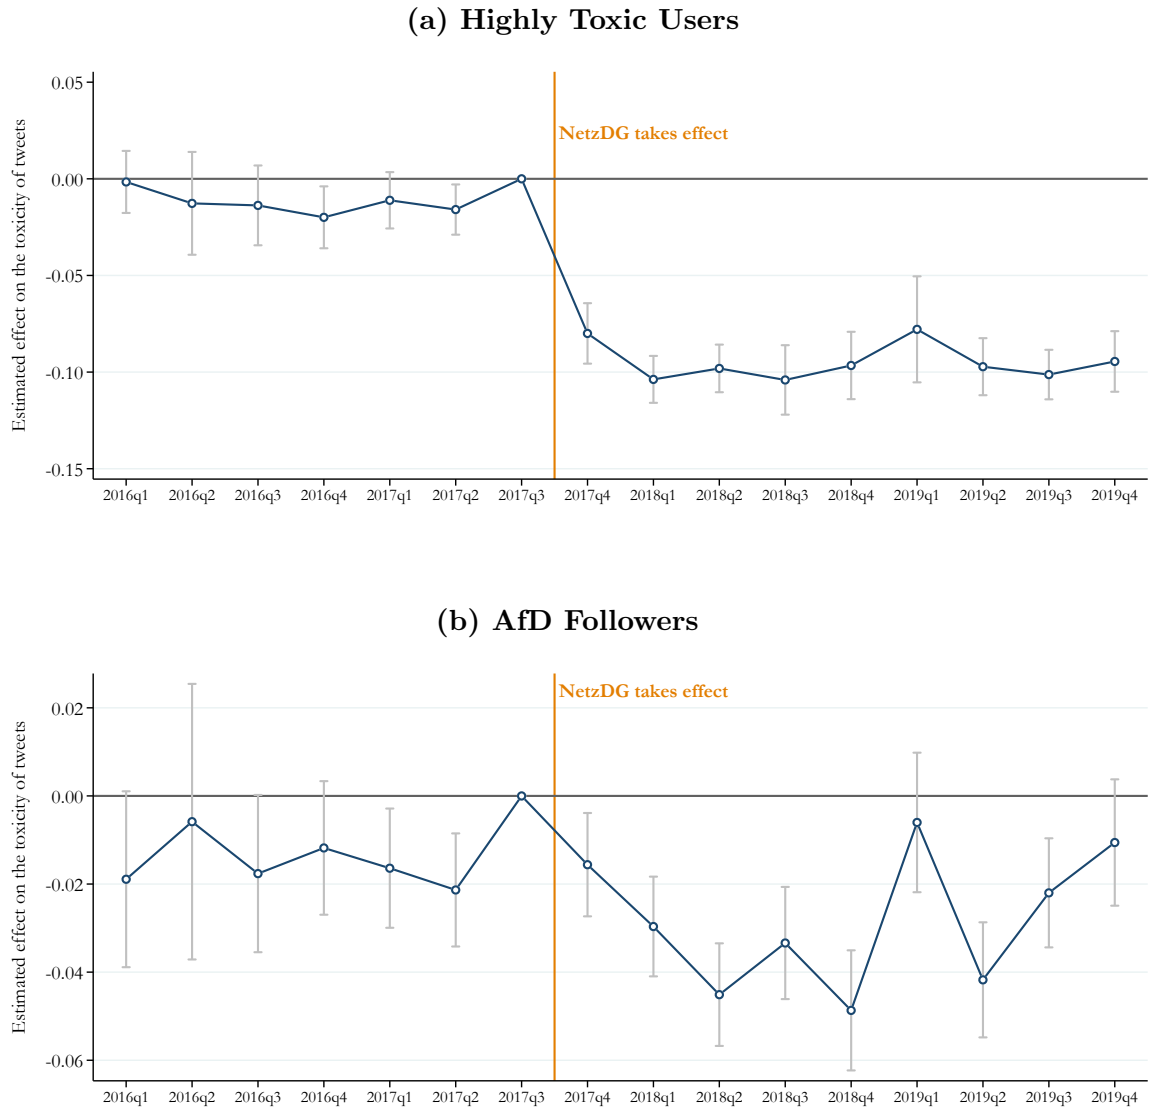 (a) Highly Toxic Users
Estimated effect on the toxicity of tweets
0.05
0.00
-0.05
-0.10
-0.15
NetzDG takes effect
2016q1 2016q2 2016q3 2016q4 2017q1 2017q2 2017q3 2017q4 2018q1 2018q2 2018q3 2018q4 2019q1 2019q2 2019q3 2019q4
(b) AfD Followers
Estimated effect on the toxicity of tweets
0.02
0.00
-0.02
-0.04
-0.06
NetzDG takes effect
2016q1 2016q2 2016q3 2016q4 2017q1 2017q2 2017q3 2017q4 2018q1 2018q2 2018q3 2018q4 2019q1 2019q2 2019q3 2019q4